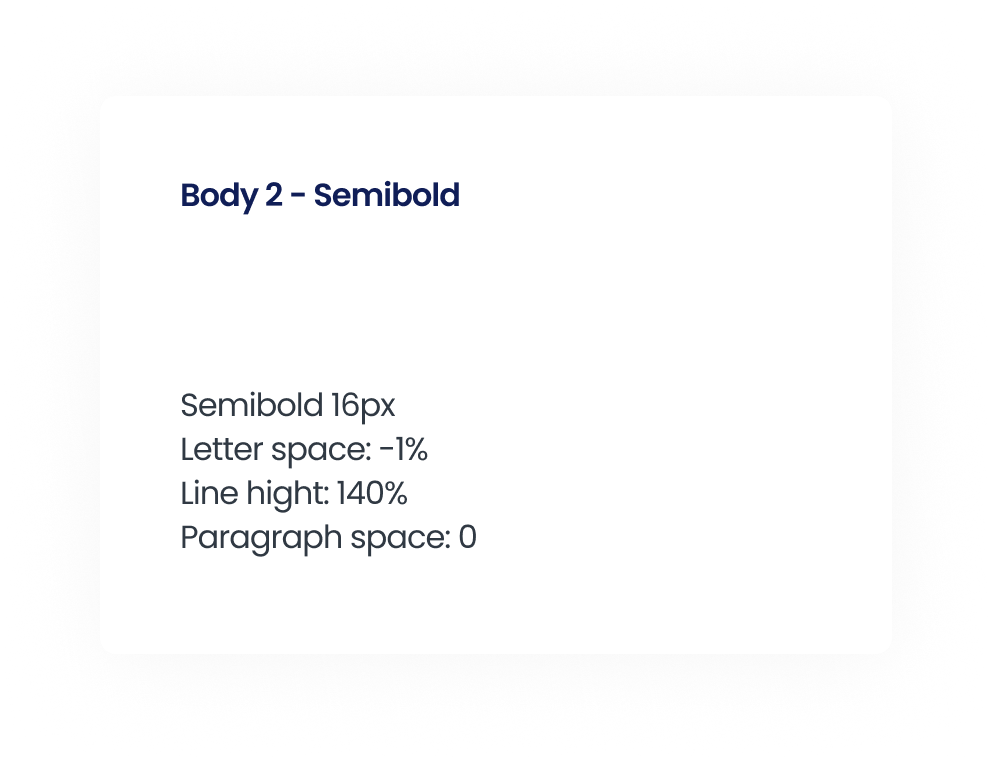 Body 2 - Semibold
Semibold 16px
Letter space: -1%
Line hight: 140%
Paragraph space: 0